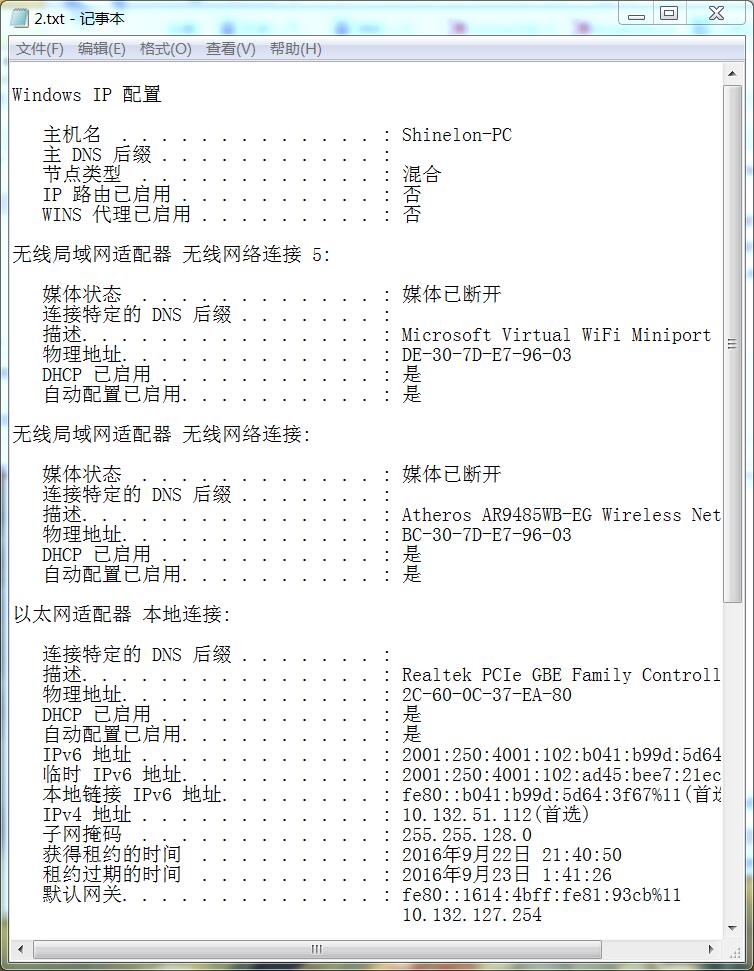 2.txt - 记事本
文件(F) 编辑(E) 格式(O) 查看(V) 帮助(H)
Windows IP 配置
主机名 . . . . . . . . . . . . . : Shinelon-PC
主 DNS 后缀 . . . . . . . . . . . :
节点类型 . . . . . . . . . . . . : 混合
IP 路由已启用 . . . . . . . . . . : 否
WINS 代理已启用 . . . . . . . . . : 否
无线局域网适配器 无线网络连接 5:
媒体状态 . . . . . . . . . . . . : 媒体已断开
连接特定的 DNS 后缀 . . . . . . . :
描述. . . . . . . . . . . . . . . : Microsoft Virtual WiFi Miniport
物理地址. . . . . . . . . . . . . : DE-30-7D-E7-96-03
DHCP 已启用 . . . . . . . . . . . : 是
自动配置已启用. . . . . . . . . . : 是
无线局域网适配器 无线网络连接:
媒体状态 . . . . . . . . . . . . : 媒体已断开
连接特定的 DNS 后缀 . . . . . . . :
描述. . . . . . . . . . . . . . . : Atheros AR9485WB-EG Wireless Net
物理地址. . . . . . . . . . . . . : BC-30-7D-E7-96-03
DHCP 已启用 . . . . . . . . . . . : 是
自动配置已启用. . . . . . . . . . : 是
以太网适配器 本地连接:
连接特定的 DNS 后缀 . . . . . . . :
描述. . . . . . . . . . . . . . . : Realtek PCIe GBE Family Controll
物理地址. . . . . . . . . . . . . : 2C-60-0C-37-EA-80
DHCP 已启用 . . . . . . . . . . . : 是
自动配置已启用. . . . . . . . . . : 是
IPv6 地址 . . . . . . . . . . . . : 2001:250:4001:102:b041:b99d:5d64
临时 IPv6 地址. . . . . . . . . . : 2001:250:4001:102:ad45:bee7:21ec
本地链接 IPv6 地址. . . . . . . . : fe80::b041:b99d:5d64:3f67%11(首选
IPv4 地址 . . . . . . . . . . . . : 10.132.51.112(首选)
子网掩码 . . . . . . . . . . . . : 255.255.128.0
获得租约的时间 . . . . . . . . . : 2016年9月22日 21:40:50
租约过期的时间 . . . . . . . . . : 2016年9月23日 1:41:26
默认网关. . . . . . . . . . . . . : fe80::1614:4bff:fe81:93cb%11
10.132.127.254